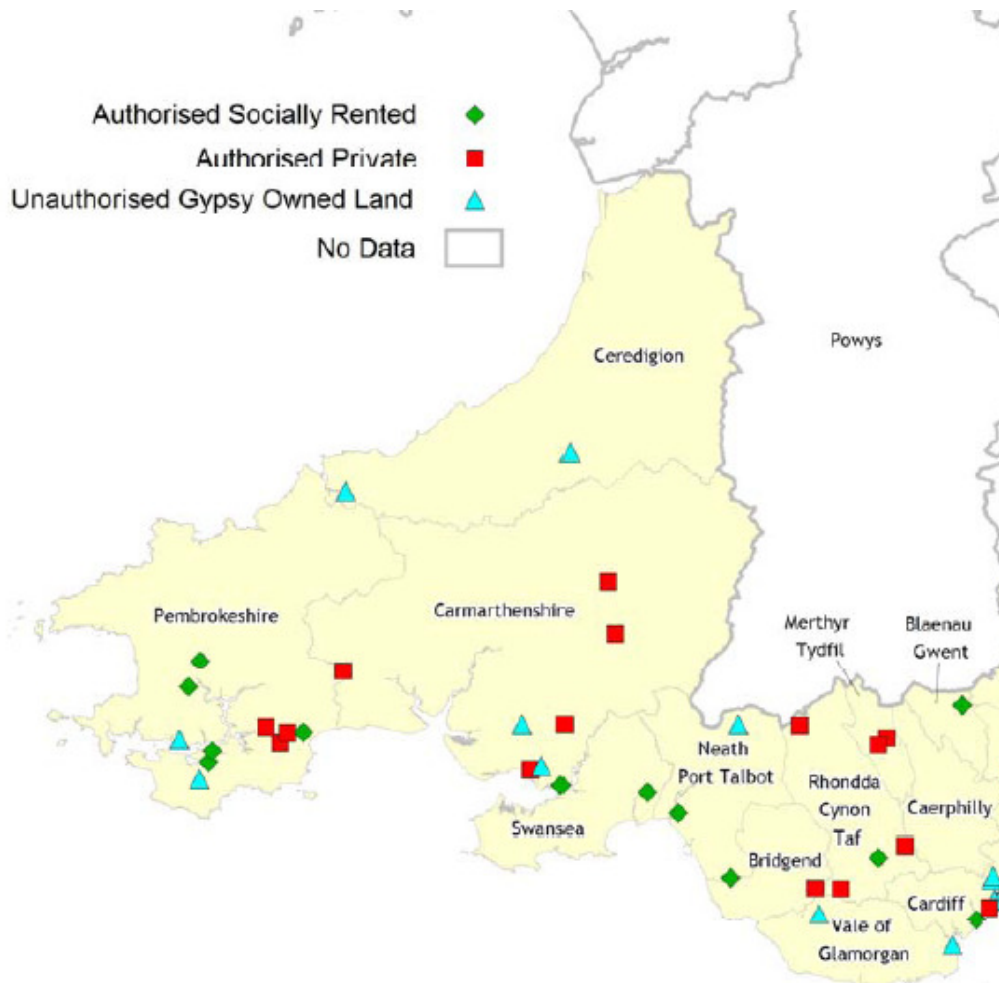 Authorised Socially Rented
Authorised Private
Unauthorised Gypsy Owned Land
No Data
Ceredigion
Powys
Pembrokeshire
Carmarthenshire
Merthyr
Tydfil
Blaenau
Gwent
Neath
Port Talbot
Rhondda
Cynon
Taf
Caerphilly
Swansea
Bridgend
Cardiff
Vale of
Glamorgan